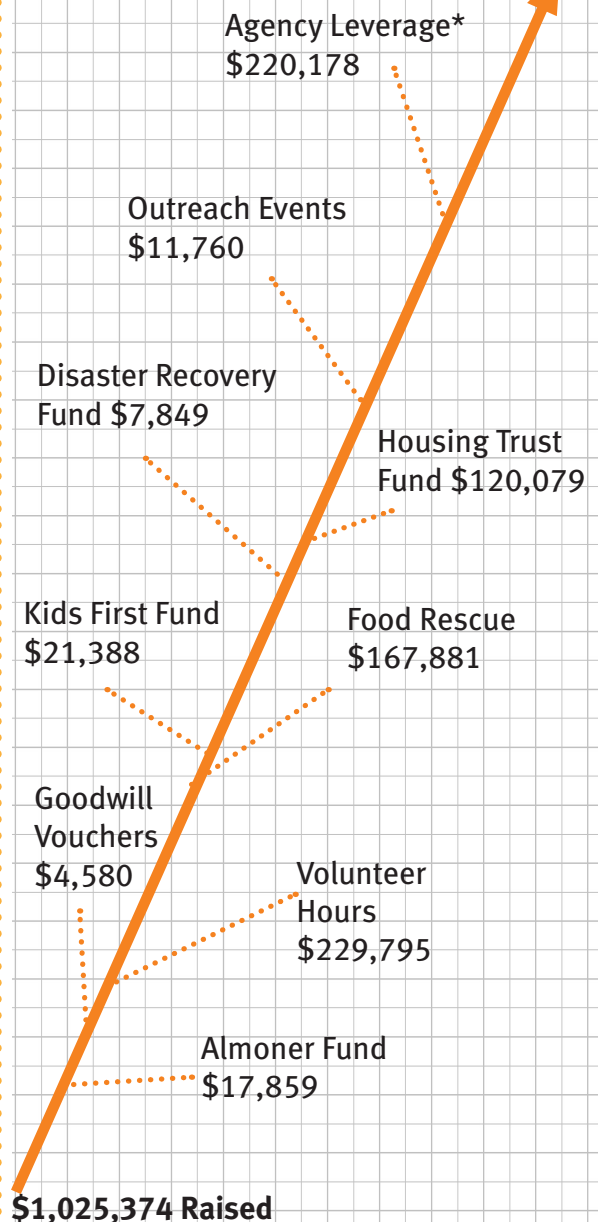 Agency Leverage*
$220,178
Outreach Events
$11,760
Disaster Recovery
Fund $7,849
Housing Trust
Fund $120,079
Kids First Fund
$21,388
Food Rescue
$167,881
Goodwill
Vouchers
$4,580
Volunteer
Hours
$229,795
Almoner Fund
$17,859
$1,025,374 Raised